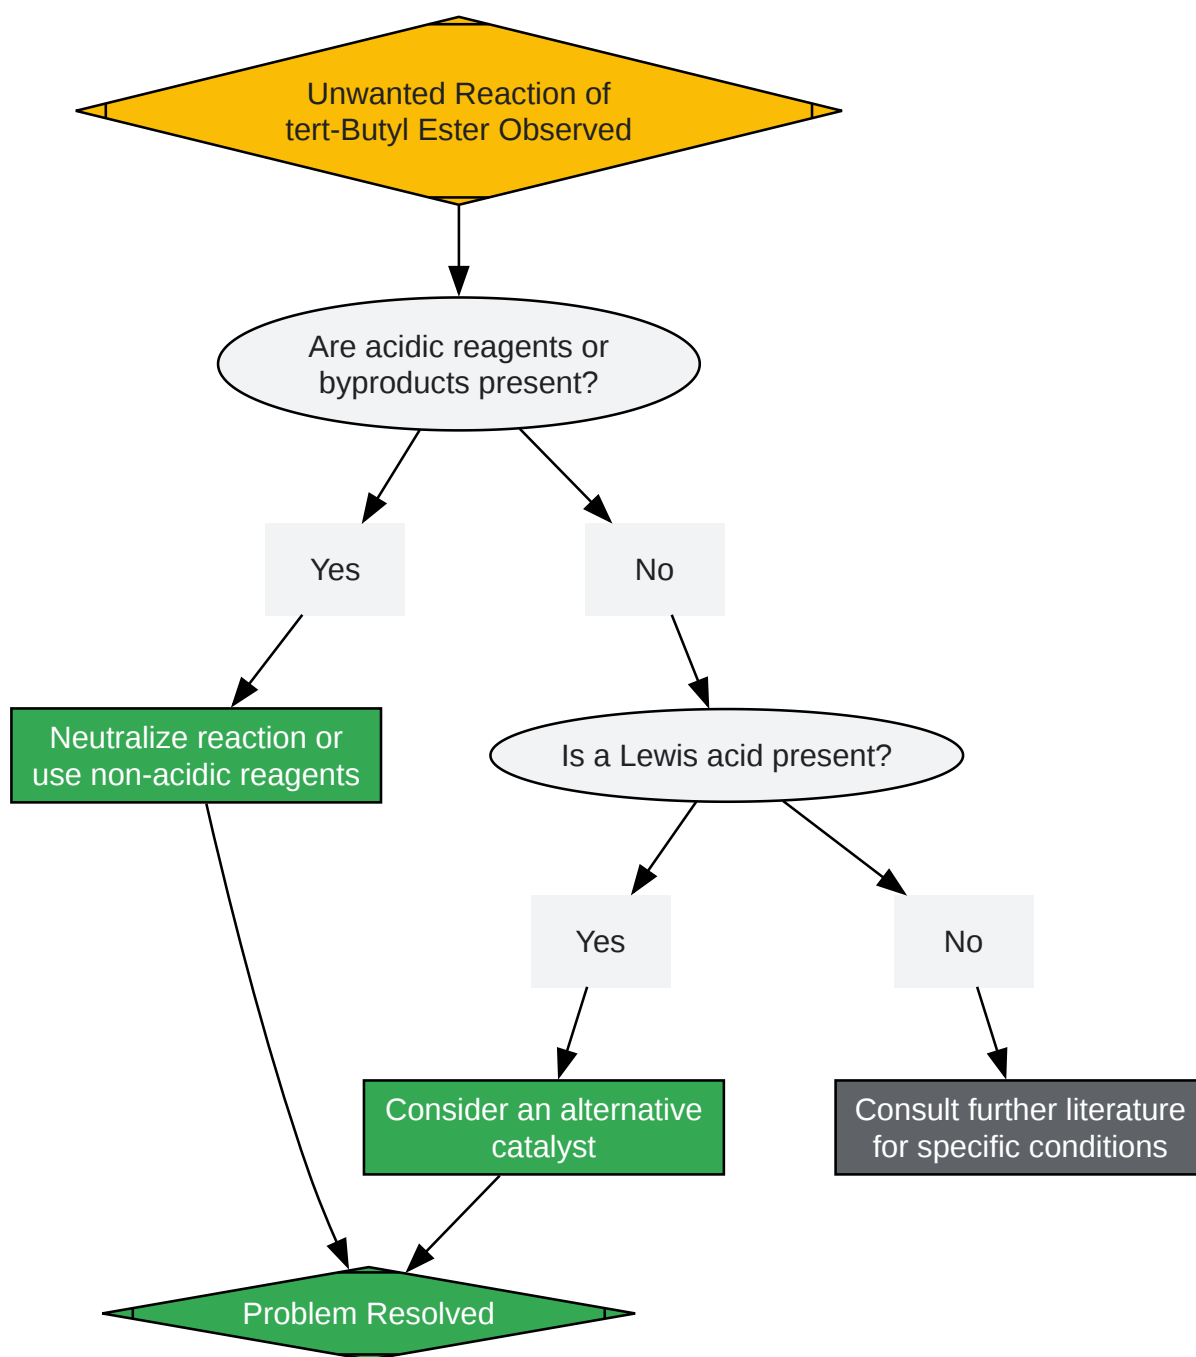 Unwanted Reaction of
tert-Butyl Ester Observed
Are acidic reagents or
byproducts present?
Yes
No
Neutralize reaction or
use non-acidic reagents
Is a Lewis acid present?
Yes
No
Consider an alternative
catalyst
Consult further literature
for specific conditions
Problem Resolved